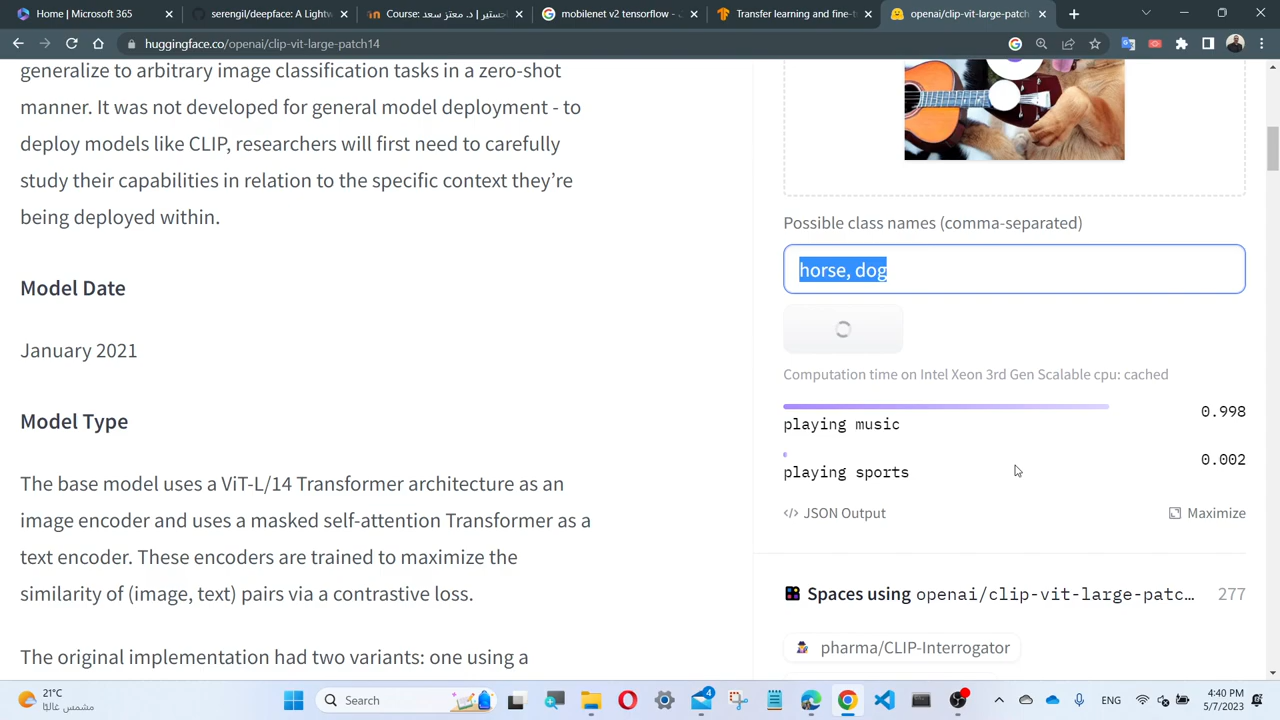 Home | Microsoft 365
serengil/deepface: A Lightw
Course: ماجستير | د. معتز سعد
mobilenet v2 tensorflow -
Transfer learning and fine-t
openai/clip-vit-large-patch
huggingface.co/openai/clip-vit-large-patch14
generalize to arbitrary image classification tasks in a zero-shot
manner. It was not developed for general model deployment - to
deploy models like CLIP, researchers will first need to carefully
study their capabilities in relation to the specific context they’re
being deployed within.
Model Date
January 2021
Model Type
The base model uses a ViT-L/14 Transformer architecture as an
image encoder and uses a masked self-attention Transformer as a
text encoder. These encoders are trained to maximize the
similarity of (image, text) pairs via a contrastive loss.
The original implementation had two variants: one using a
Possible class names (comma-separated)
horse, dog
Computation time on Intel Xeon 3rd Gen Scalable cpu: cached
playing music 0.998
playing sports 0.002
</> JSON Output
Maximize
Spaces using openai/clip-vit-large-patc… 277
pharma/CLIP-Interrogator
21°C
مشمس غالبًا
Search
4
ENG
4:40 PM
5/7/2023